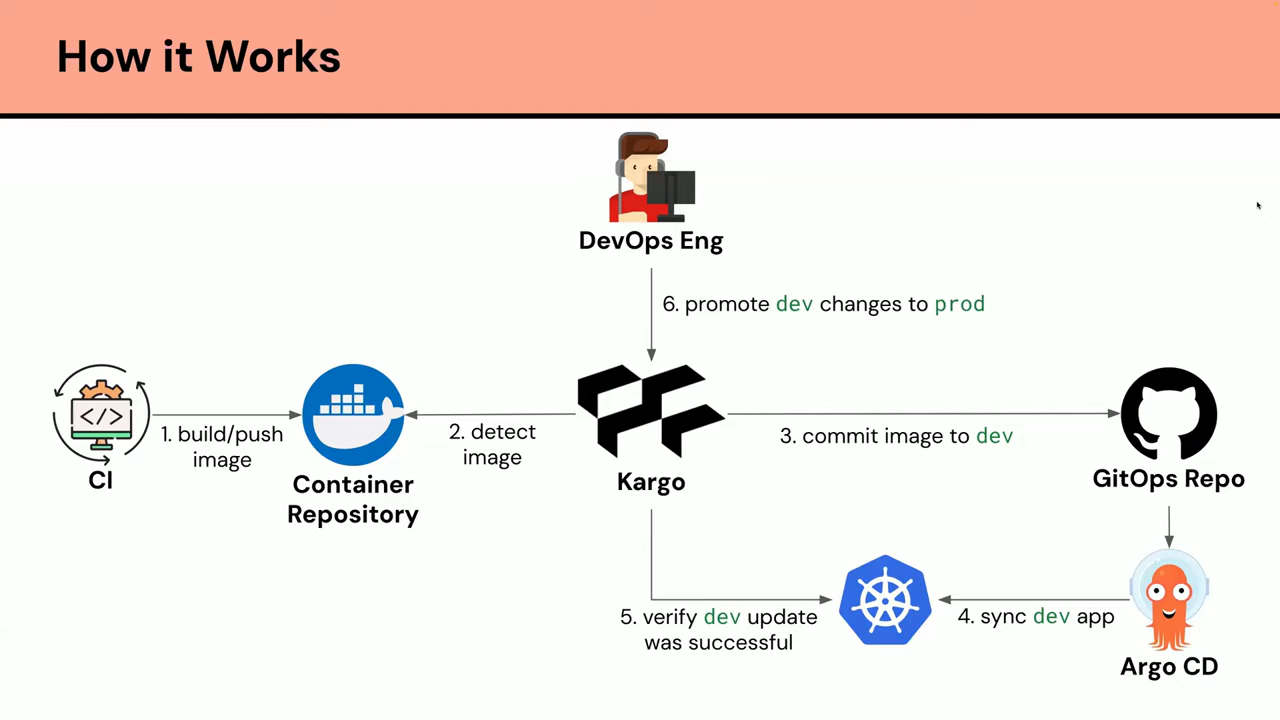 How it Works
DevOps Eng
6. promote dev changes to prod
CI
1. build/push
image
Container
Repository
2. detect
image
Kargo
3. commit image to dev
GitOps Repo
5. verify dev update
was successful
4. sync dev app
Argo CD